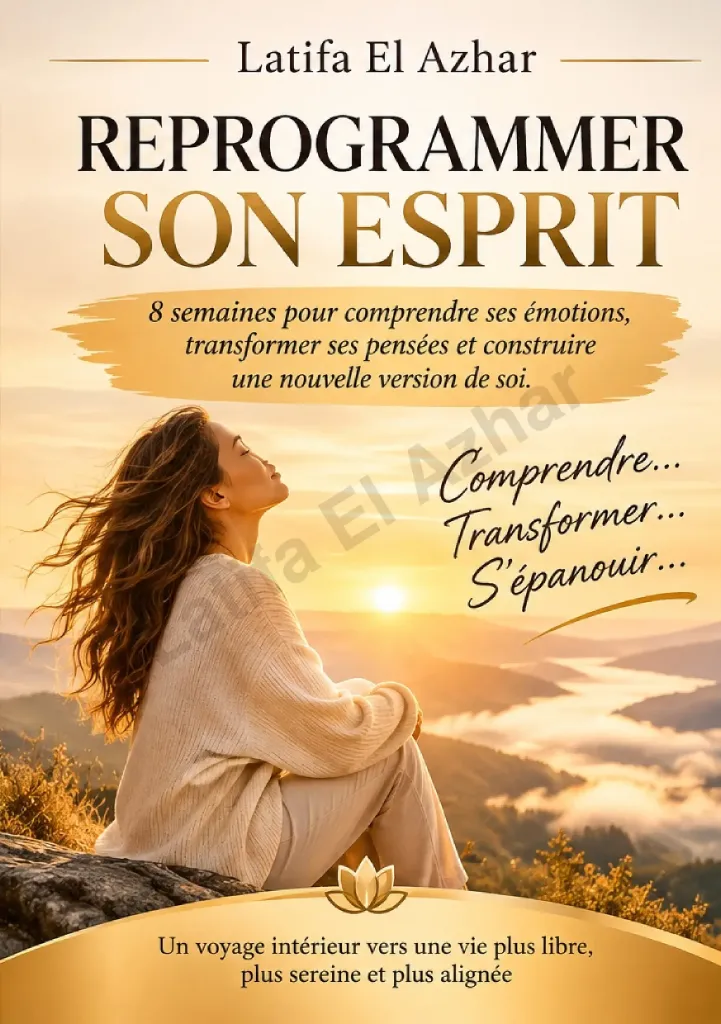 Latifa El Azhar
REPROGRAMMER
SON ESPRIT
8 semaines pour comprendre ses émotions,
transformer ses pensées et construire
une nouvelle version de soi.
Latifa El Azhar
Comprendre...
Transformer...
S'épanouir...
Un voyage intérieur vers une vie plus libre,
plus sereine et plus alignée